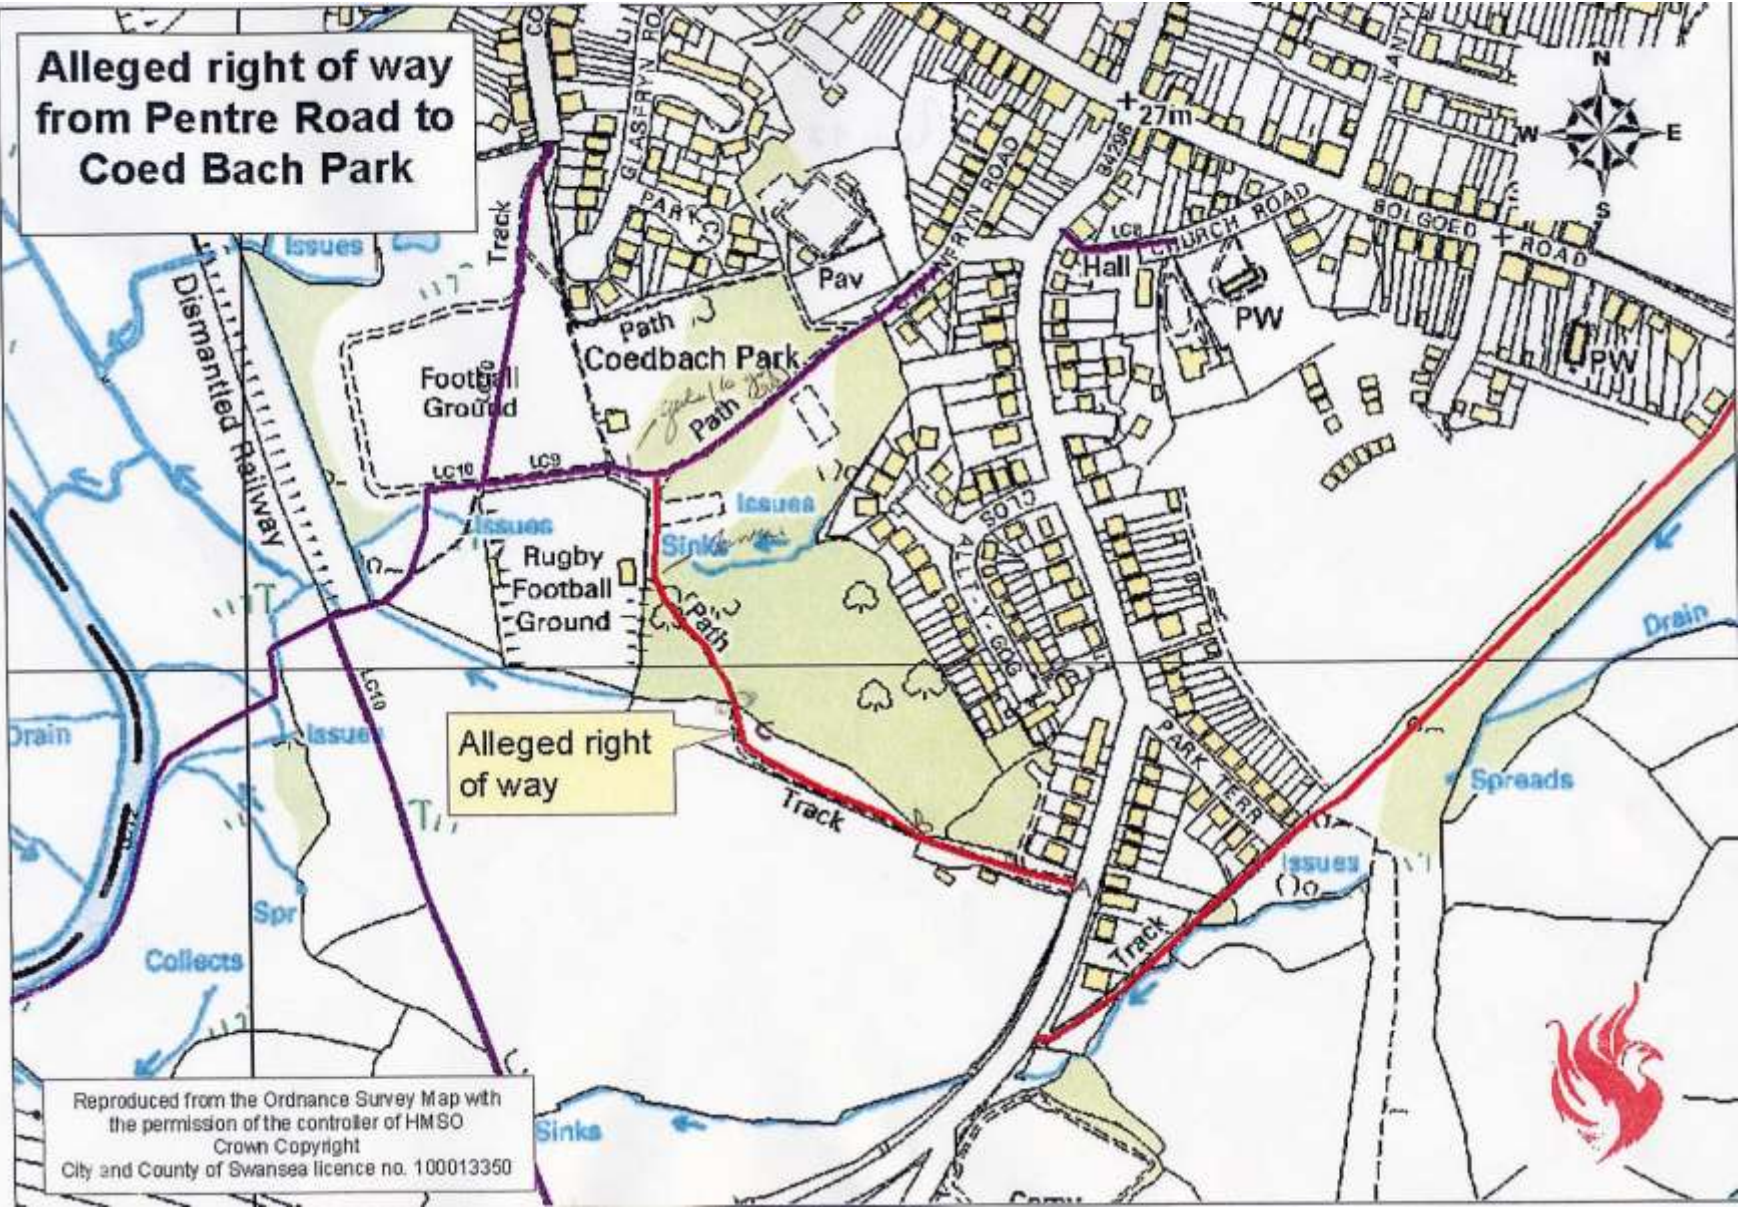 Alleged right of way
from Pentre Road to
Coed Bach Park
GLASFRYN RO
PARK
CL
Track
Issues
Dismantled Railway
Football
Ground
Path
Coedbach Park
Path
Pav
ROAD
B4296
27m
N
W
E
S
LC8
CHURCH ROAD
Hall
BOLGOED ROAD
PW
PW
LC10
LC9
Issues
Issues
Sinks
Rugby
Football
Ground
Path
CLOS
ALLT-Y-GOG
LC10
Drain
Issues
Alleged right
of way
Track
PARK TERR
Drain
Spreads
Issues
Track
A
C
Spr
Collects
Sinks
Reproduced from the Ordnance Survey Map with
the permission of the controller of HMSO
Crown Copyright
City and County of Swansea licence no. 100013350